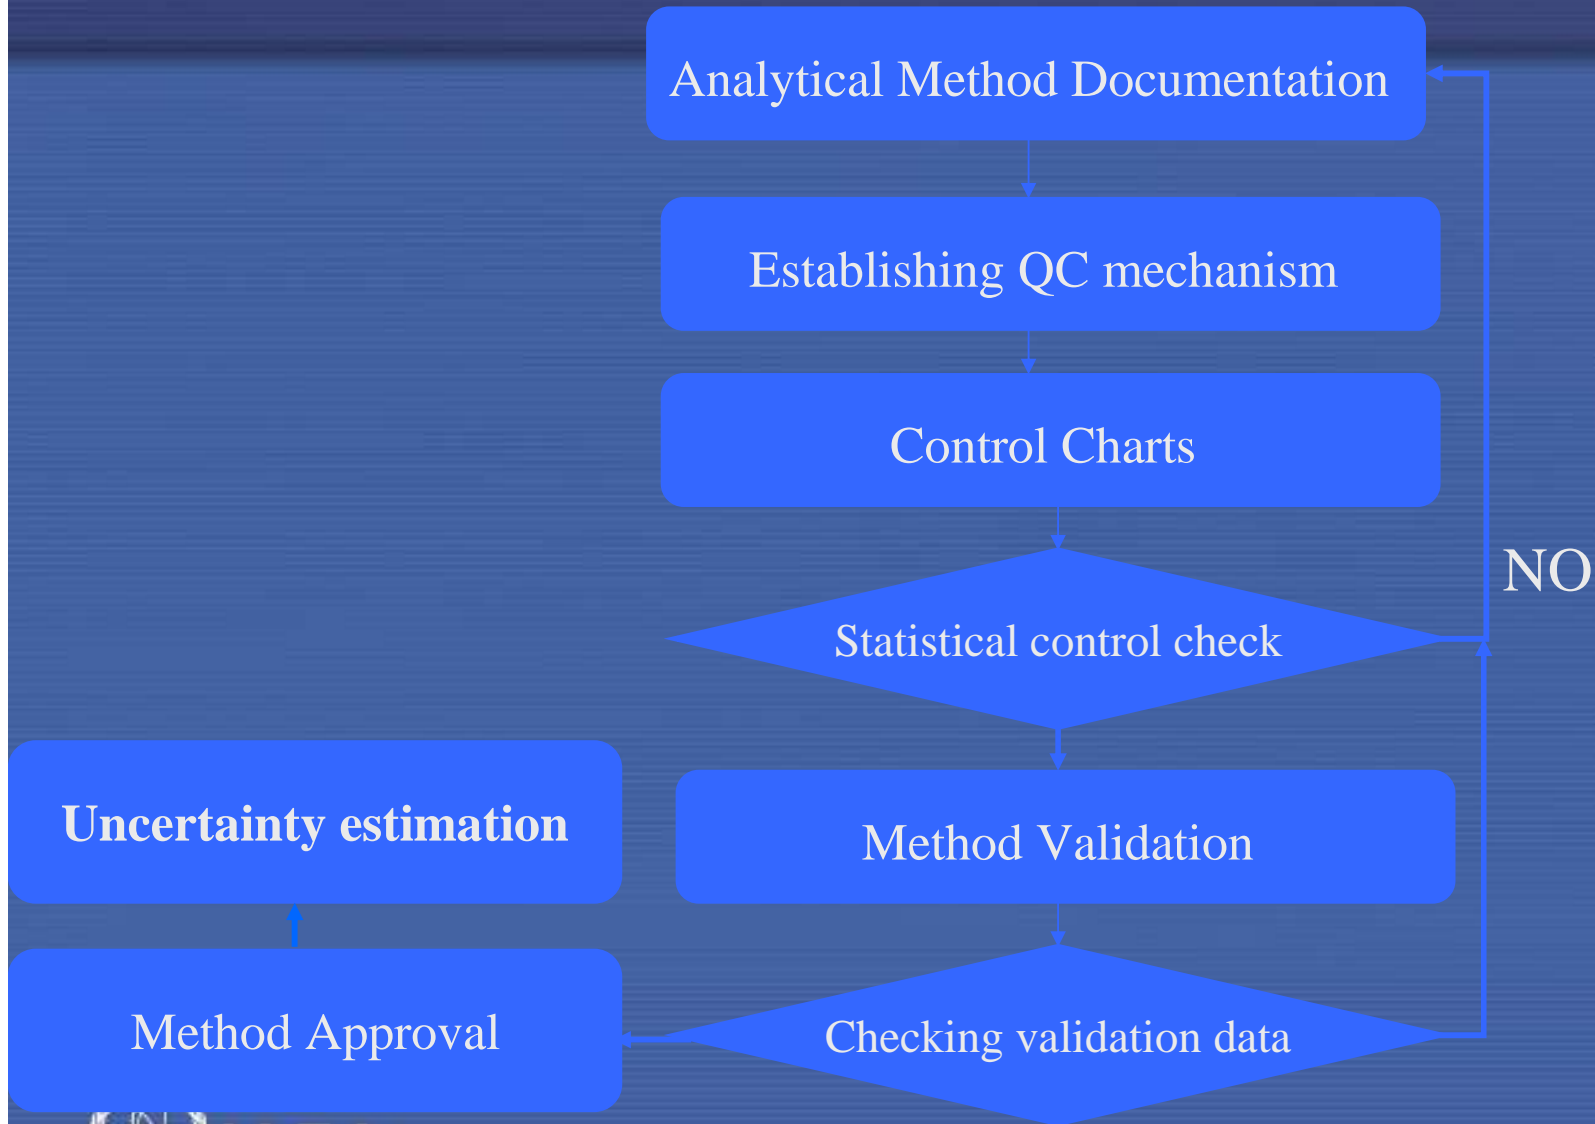 Analytical Method Documentation
Establishing QC mechanism
Control Charts
NO
Statistical control check
Uncertainty estimation
Method Validation
Method Approval
Checking validation data